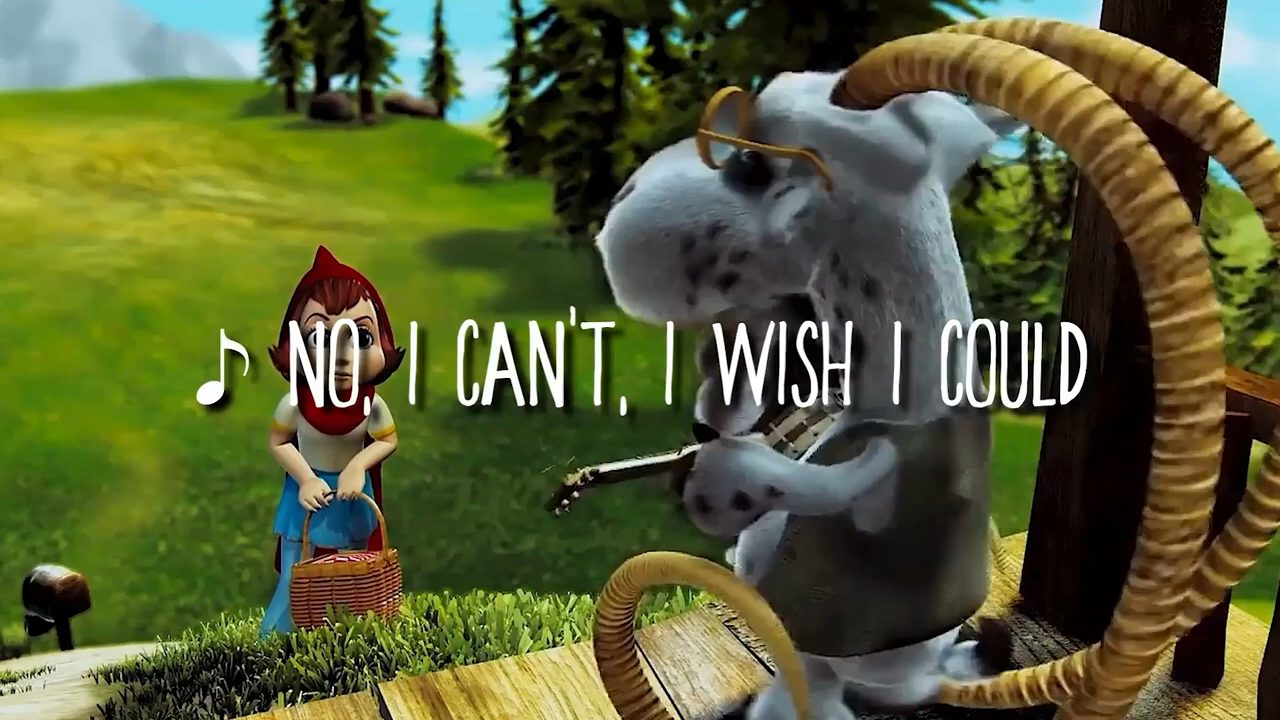 ♪ NO, I CAN'T, I WISH I COULD